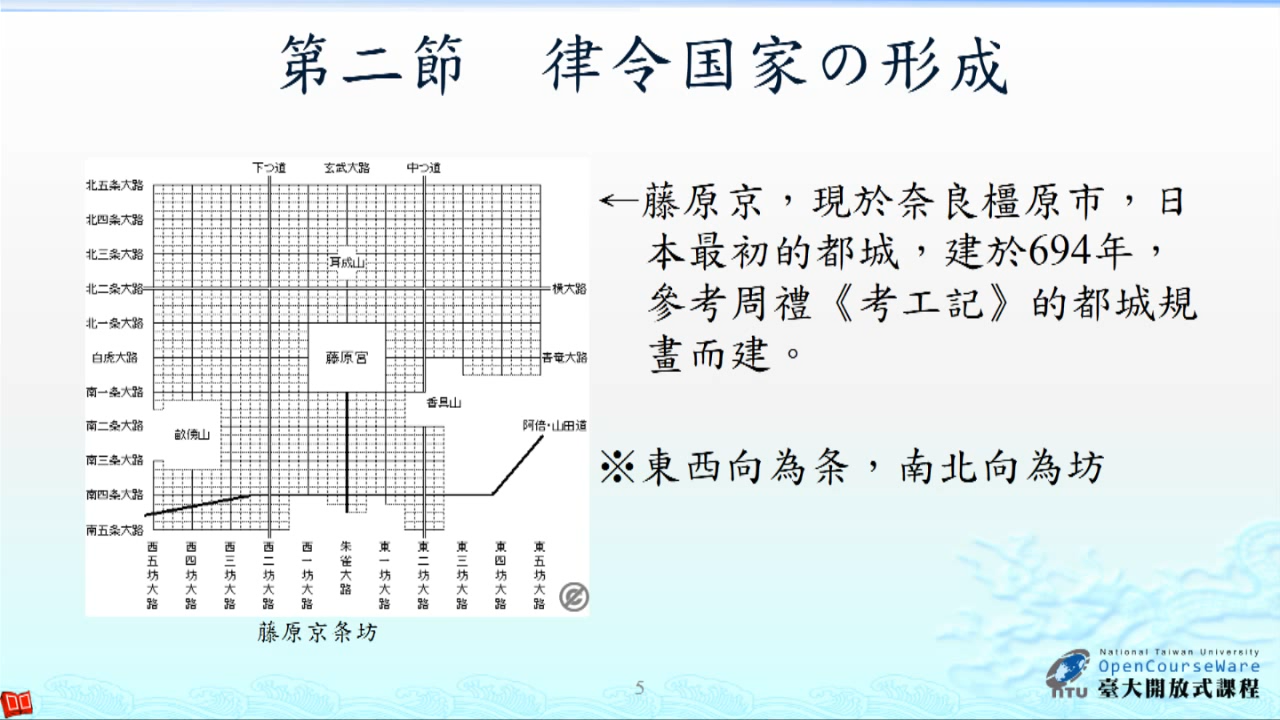 第二節　律令国家の形成
下つ道　玄武大路　中つ道
北五条大路
北四条大路
北三条大路
耳成山
北二条大路
横大路
北一条大路
白虎大路
藤原宮
青竜大路
南一条大路
香具山
南二条大路
畝傍山
阿倍・山田道
南三条大路
南四条大路
南五条大路
西五坊大路
西四坊大路
西三坊大路
西二坊大路
西一坊大路
朱雀大路
東一坊大路
東二坊大路
東三坊大路
東四坊大路
東五坊大路
藤原京条坊
←藤原京，現於奈良橿原市，日
本最初的都城，建於694年，
參考周禮《考工記》的都城規
畫而建。
※東西向為条，南北向為坊
5
National Taiwan University
OpenCourseWare
NTU 臺大開放式課程